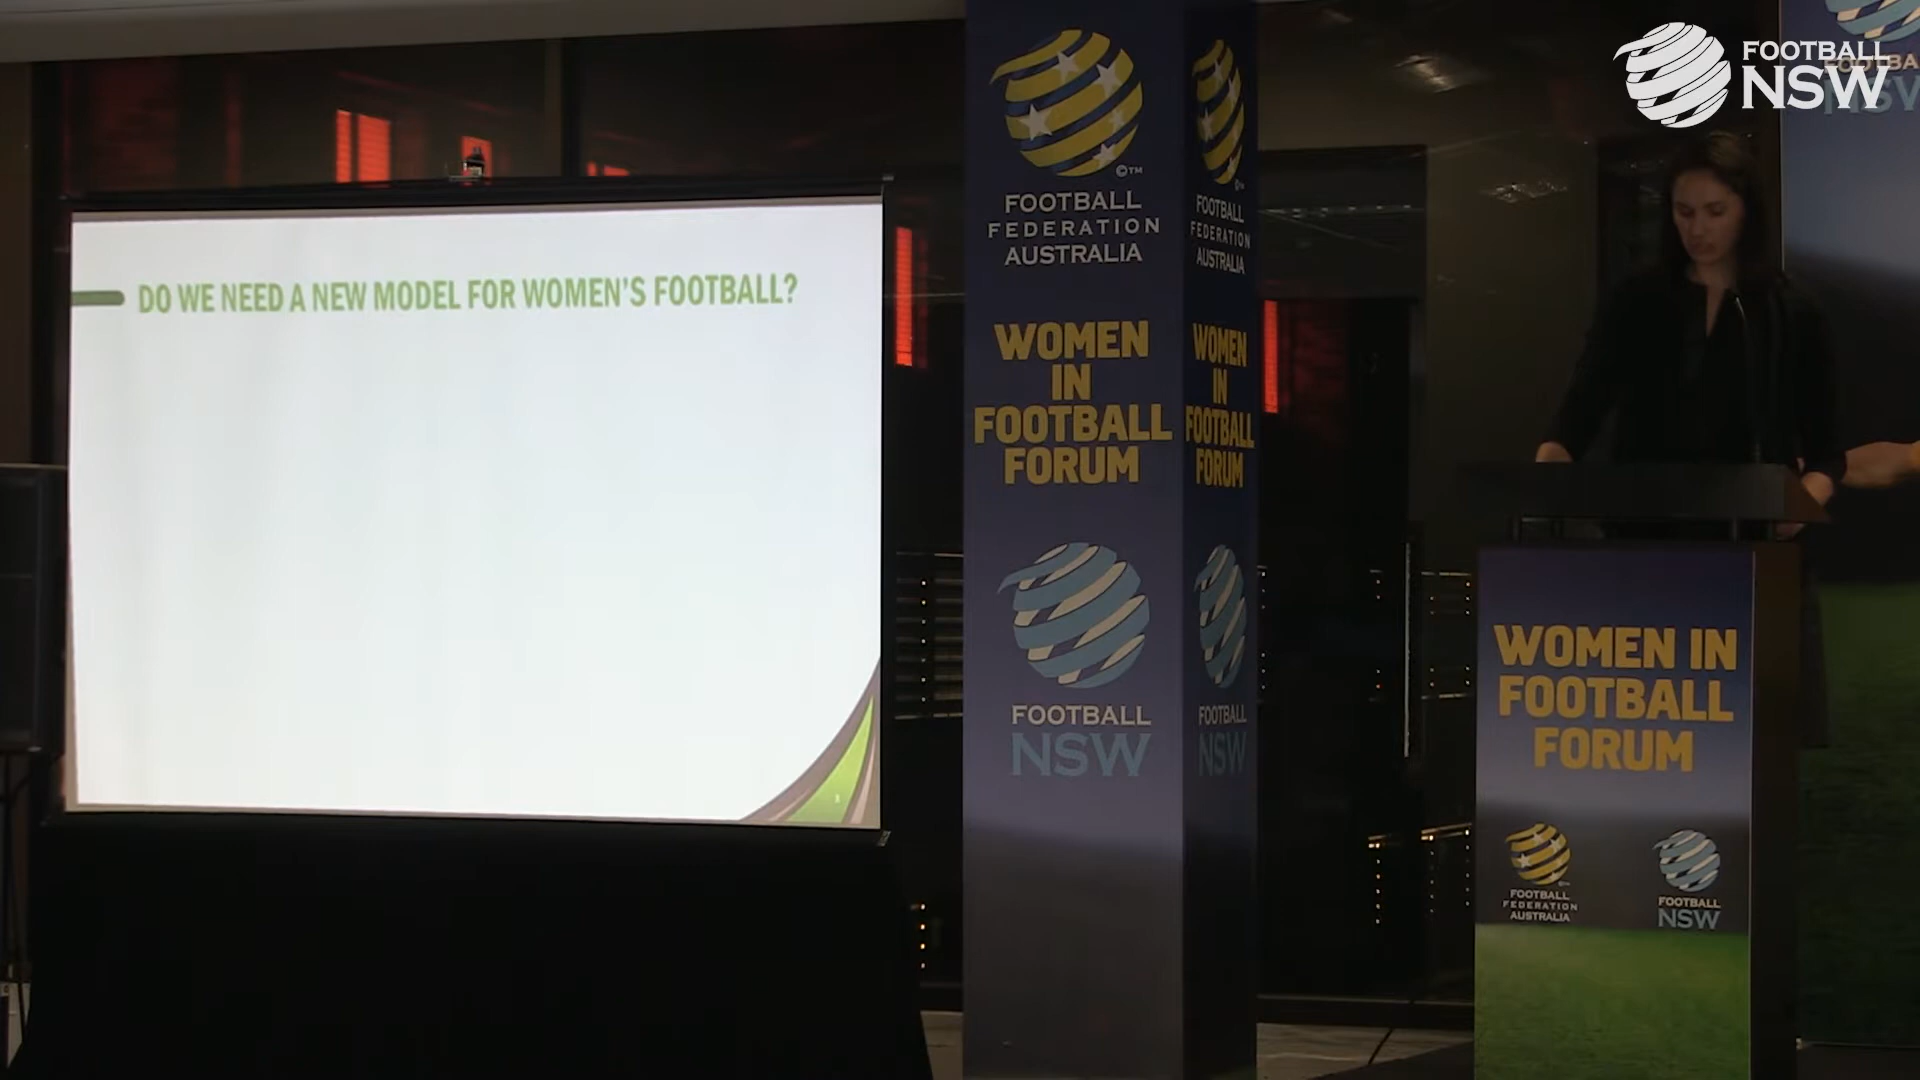 DO WE NEED A NEW MODEL FOR WOMEN'S FOOTBALL?
©™
FOOTBALL
FEDERATION
AUSTRALIA
WOMEN
IN
FOOTBALL
FORUM
FOOTBALL
NSW
FOOTBALL
FEDERATION
AUSTRALIA
WOMEN
IN
FOOTBALL
FORUM
FOOTBALL
NSW
FOOTBALL
NSW
WOMEN IN
FOOTBALL
FORUM
FOOTBALL
FEDERATION
AUSTRALIA
FOOTBALL
NSW